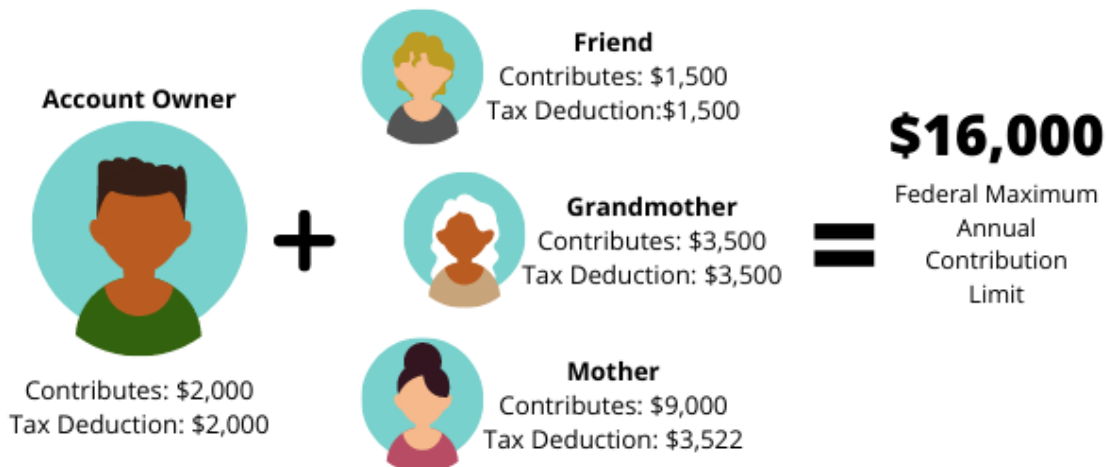 Account Owner
Contributes: $2,000
Tax Deduction: $2,000
+
Friend
Contributes: $1,500
Tax Deduction:$1,500
Grandmother
Contributes: $3,500
Tax Deduction: $3,500
Mother
Contributes: $9,000
Tax Deduction: $3,522
=
$16,000
Federal Maximum
Annual
Contribution
Limit